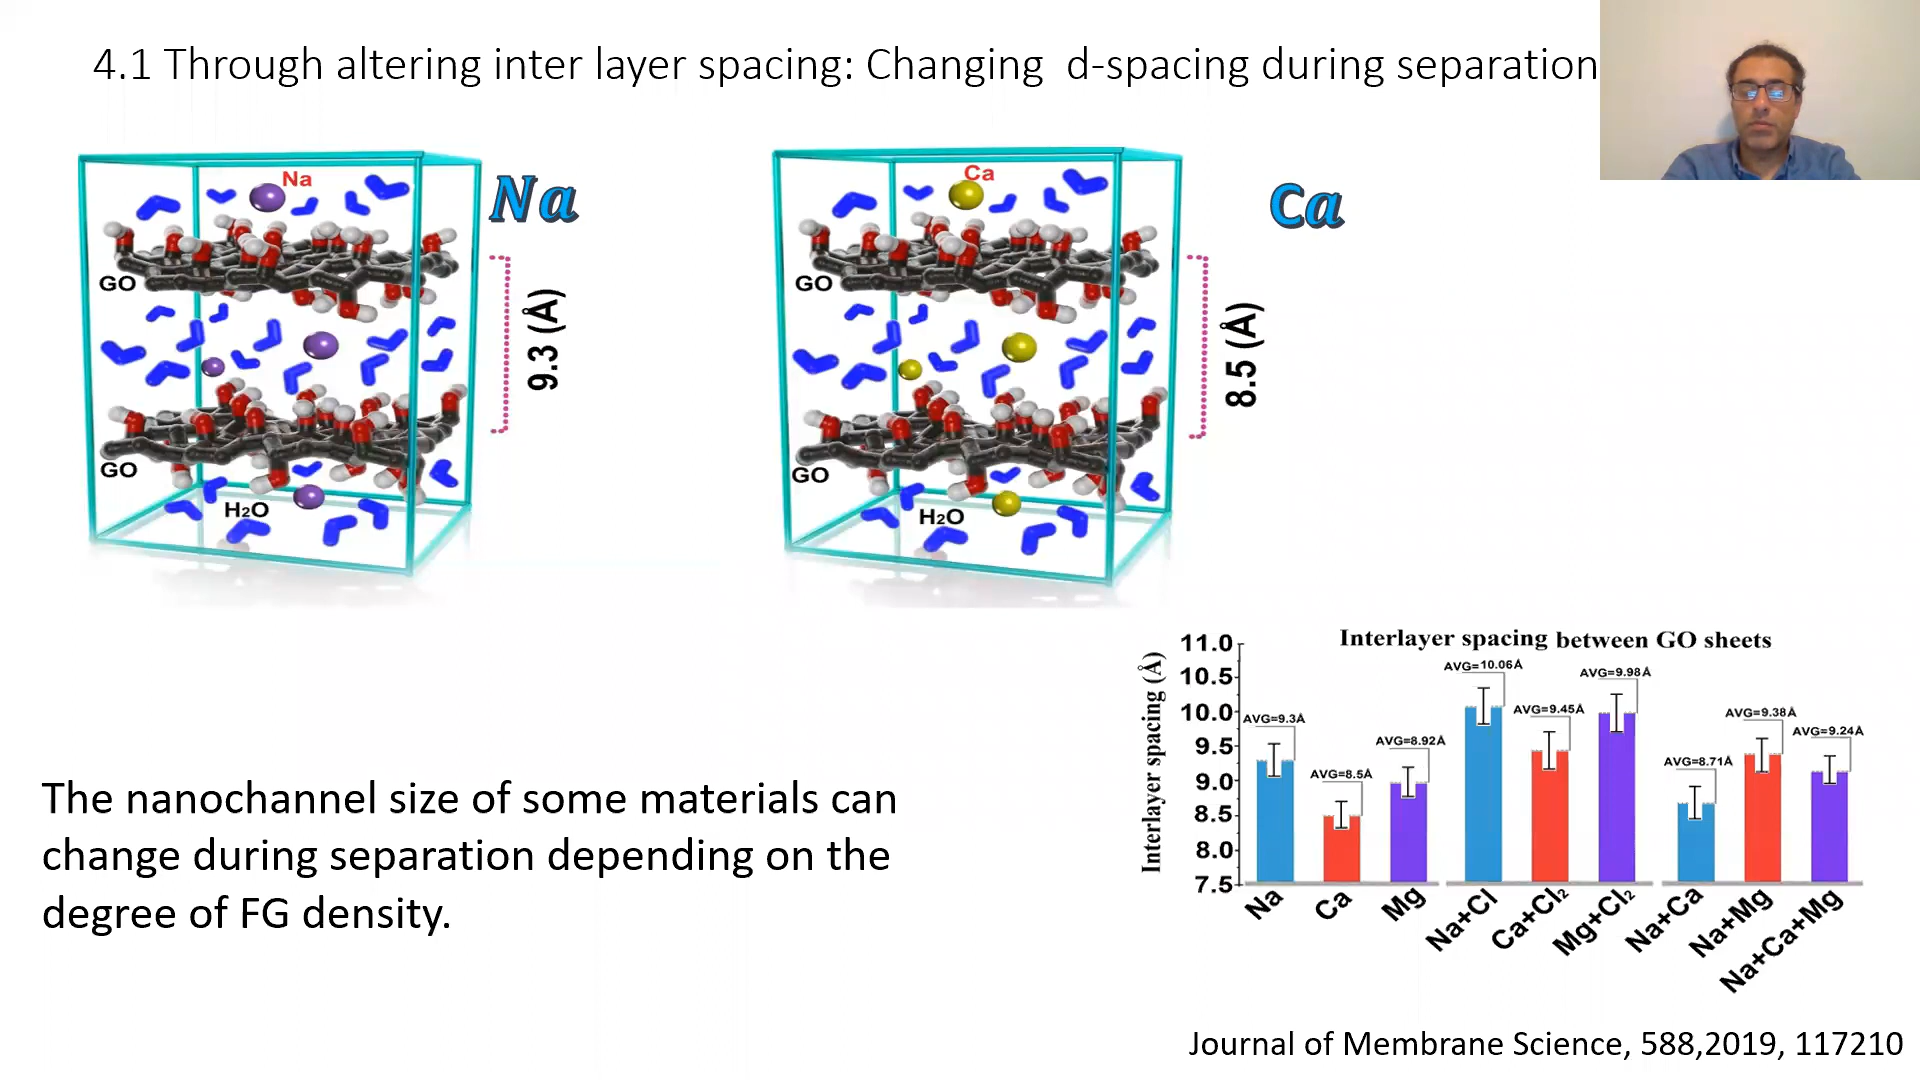 4.1 Through altering inter layer spacing: Changing d-spacing during separation
Na
Na
GO
9.3 (Å)
GO
H₂O
Ca
Ca
GO
8.5 (Å)
GO
H₂O
The nanochannel size of some materials can
change during separation depending on the
degree of FG density.
Interlayer spacing between GO sheets
Interlayer spacing (Å)
11.0
10.5
10.0
9.5
9.0
8.5
8.0
7.5
AVG=9.3Å
AVG=8.5Å
AVG=8.92Å
AVG=10.06Å
AVG=9.45Å
AVG=9.98Å
AVG=8.71Å
AVG=9.38Å
AVG=9.24Å
Na
Ca
Mg
Na+Cl
Ca+Cl₂
Mg+Cl₂
Na+Ca
Na+Mg
Na+Ca+Mg
Journal of Membrane Science, 588,2019, 117210